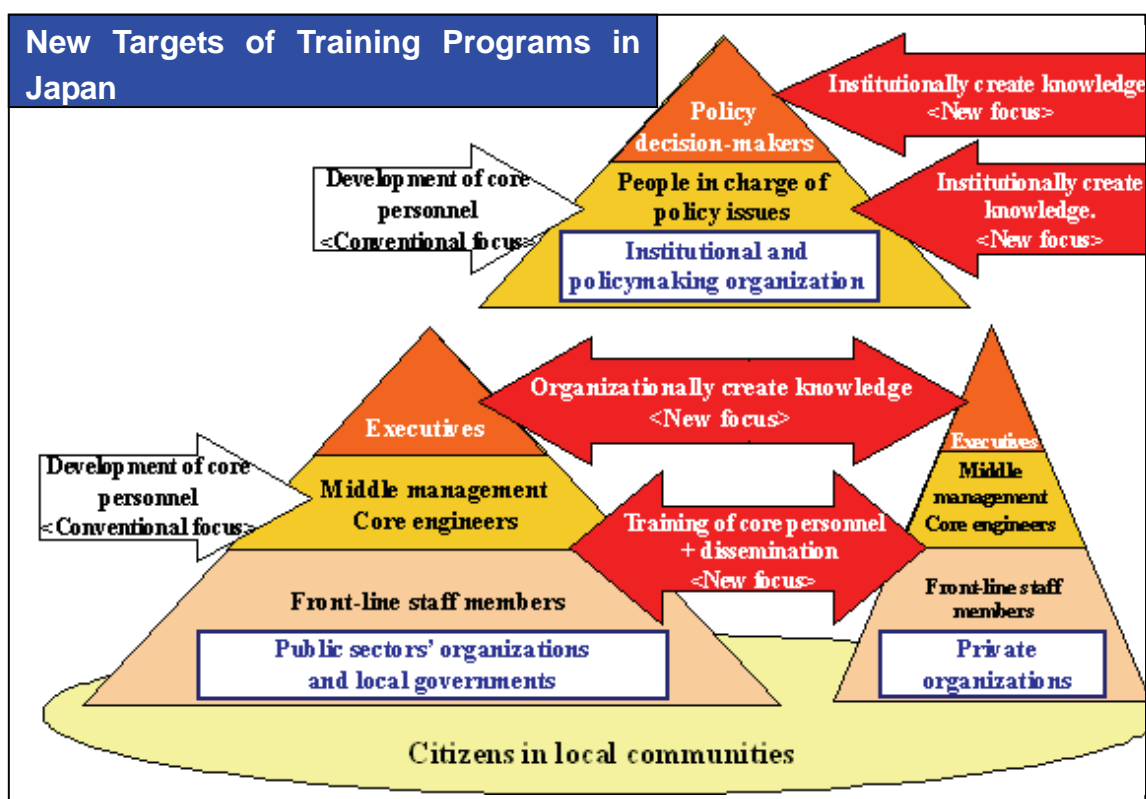 New Targets of Training Programs in
Japan
Policy
decision-makers
Institutionally create knowledge
<New focus>
Development of core
personnel
<Conventional focus>
People in charge of
policy issues
Institutional and
policymaking organization
Institutionally create
knowledge.
<New focus>
Executives
Organizationally create knowledge
<New focus>
Executives
Development of core
personnel
<Conventional focus>
Middle management
Core engineers
Training of core personnel
+ dissemination
<New focus>
Middle
management
Core engineers
Front-line staff members
Public sectors' organizations
and local governments
Front-line staff
members
Private
organizations
Citizens in local communities